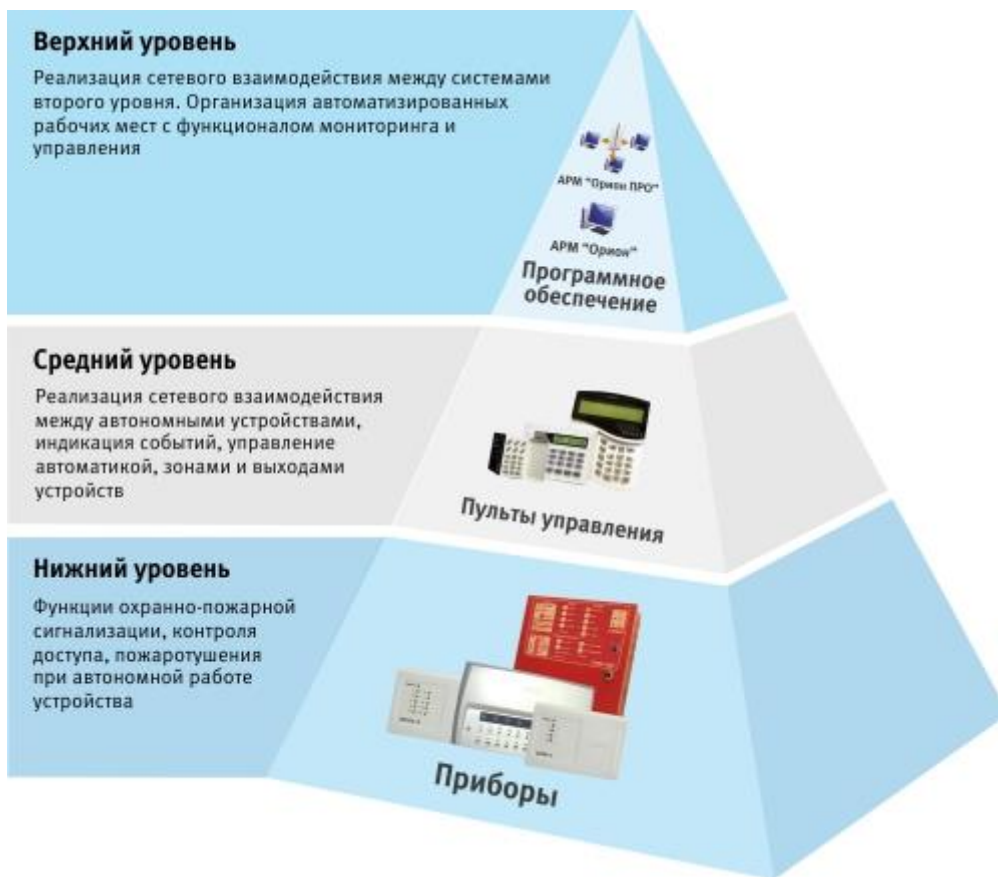 Верхний уровень
Реализация сетевого взаимодействия между системами
второго уровня. Организация автоматизированных
рабочих мест с функционалом мониторинга и
управления
АРМ "Орион ПРО"
АРМ "Орион"
Программное
обеспечение
Средний уровень
Реализация сетевого взаимодействия
между автономными устройствами,
индикация событий, управление
автоматикой, зонами и выходами
устройств
Пульты управления
Нижний уровень
Функции охранно-пожарной
сигнализации, контроля
доступа, пожаротушения
при автономной работе
устройства
Приборы